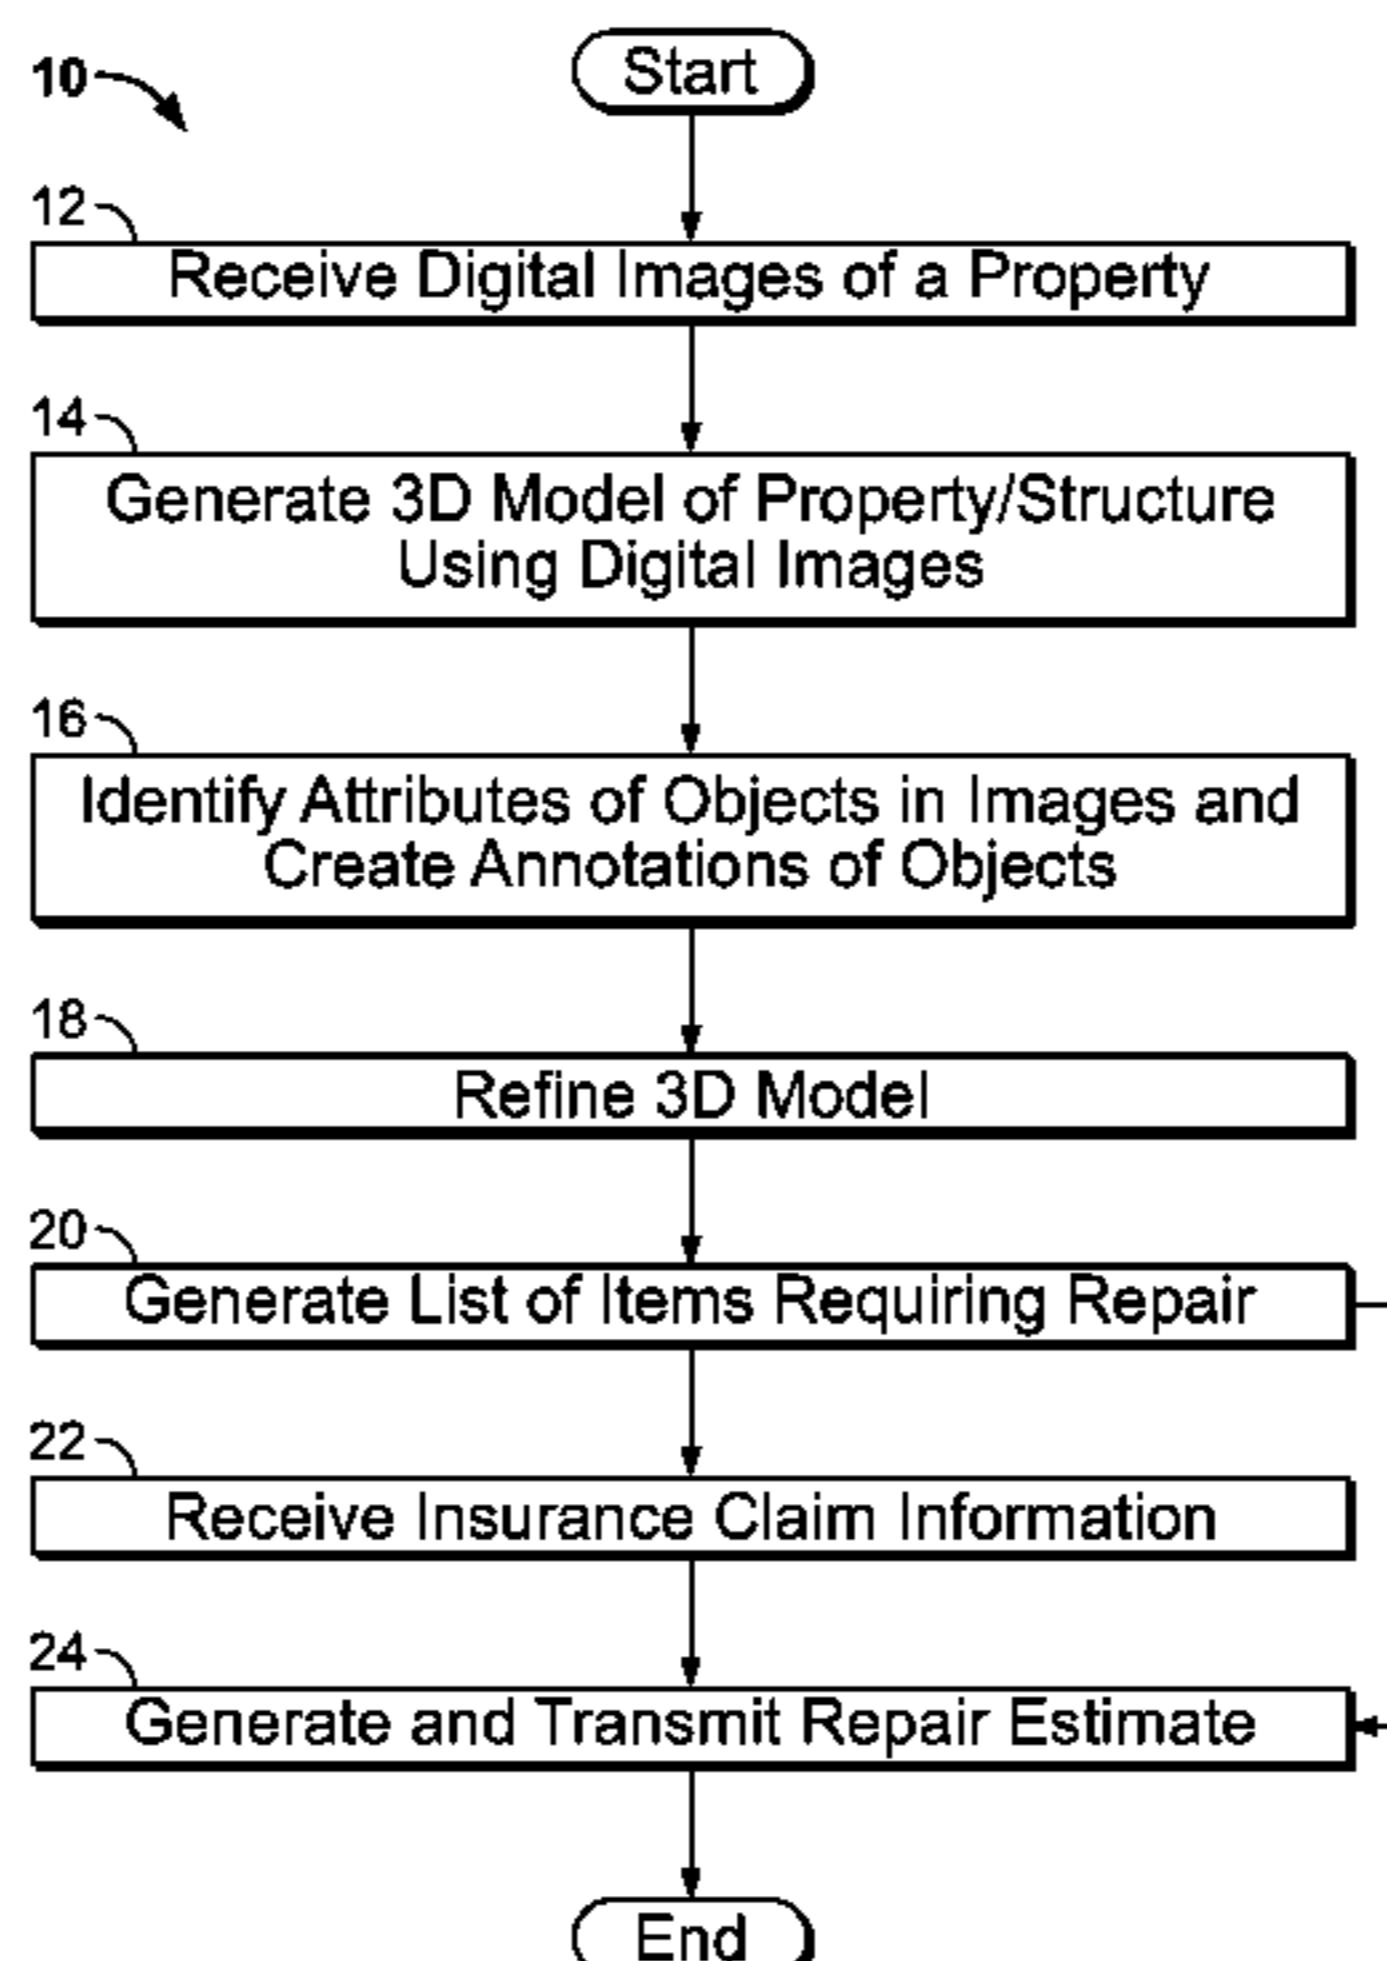 10
Start
12
Receive Digital Images of a Property
14
Generate 3D Model of Property/Structure
Using Digital Images
16
Identify Attributes of Objects in Images and
Create Annotations of Objects
18
Refine 3D Model
20
Generate List of Items Requiring Repair
22
Receive Insurance Claim Information
24
Generate and Transmit Repair Estimate
End